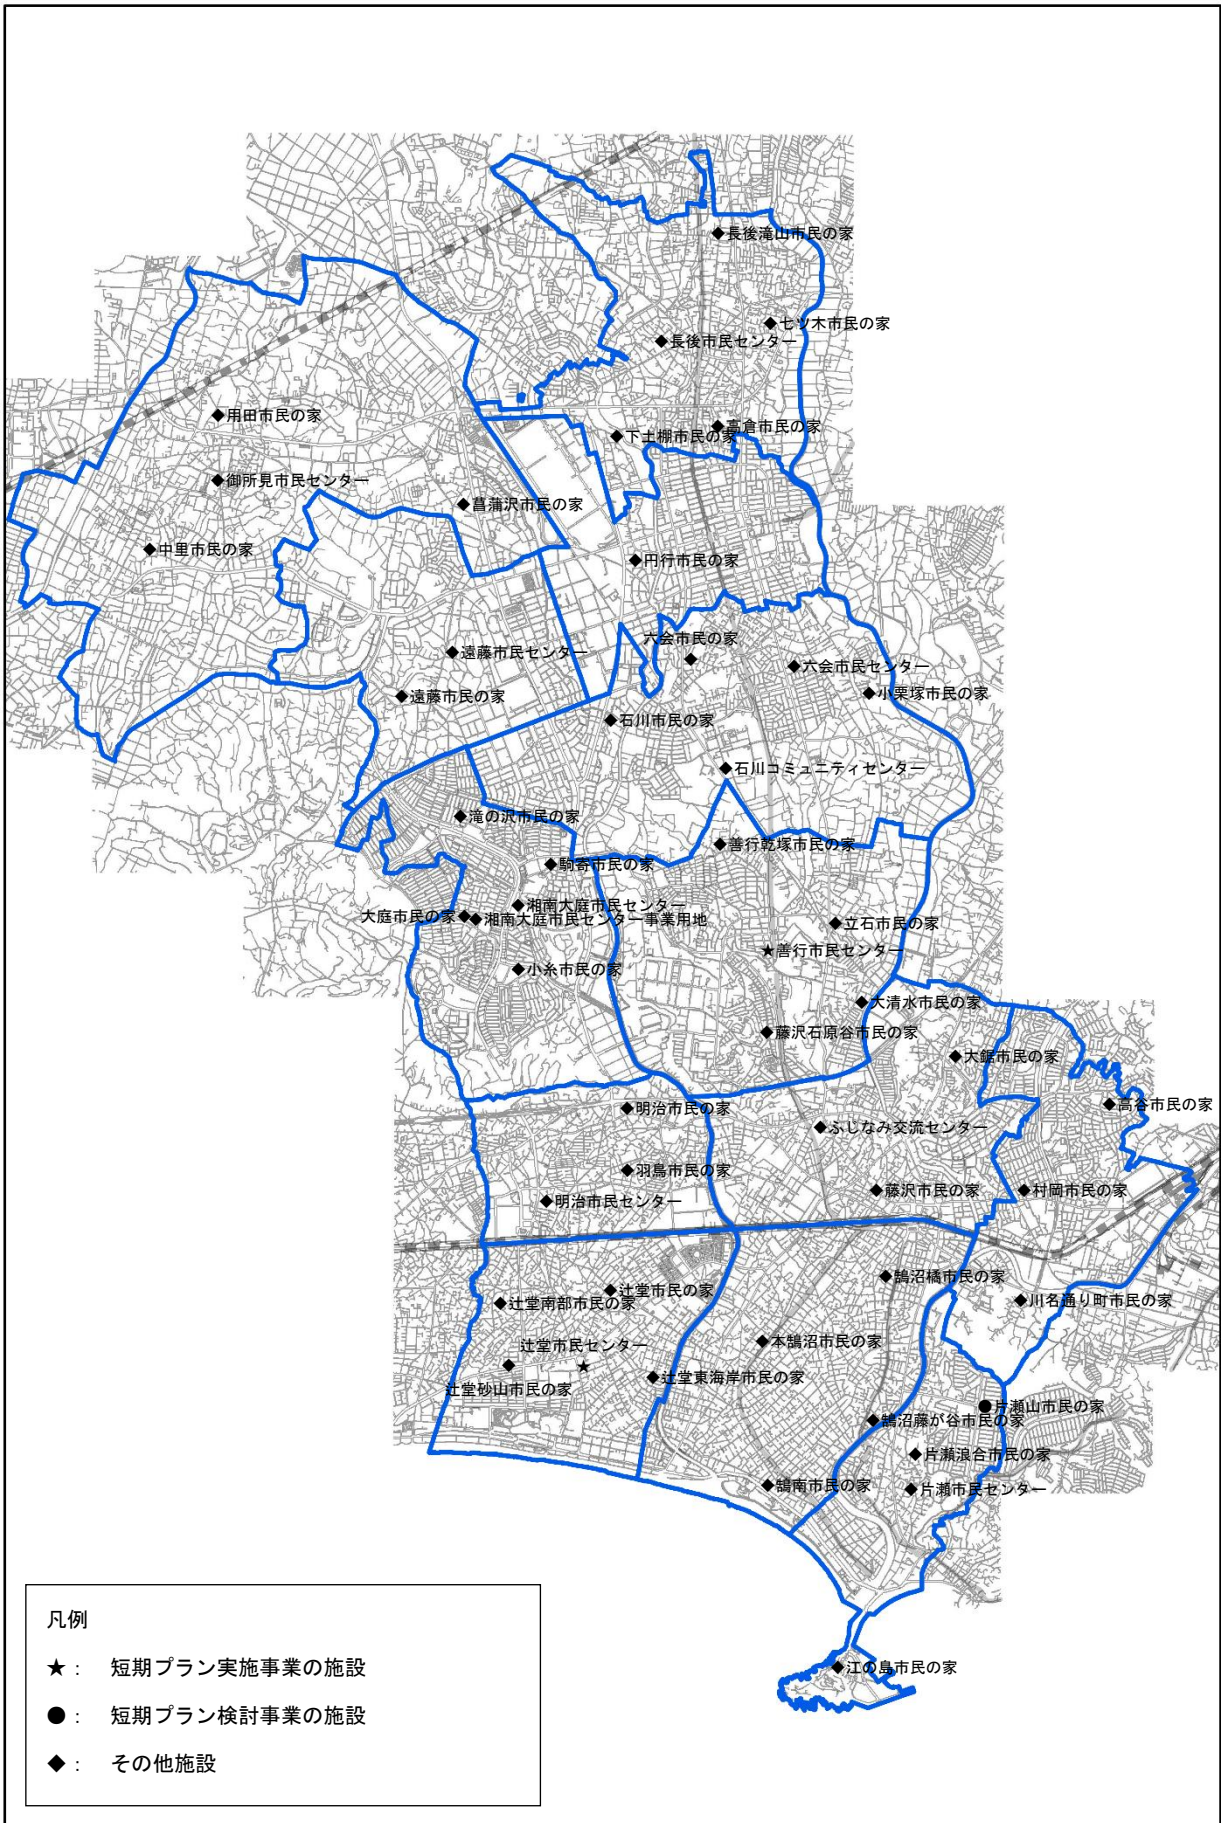 長後滝山市民の家
七ツ木市民の家
長後市民センター
用田市民の家
高倉市民の家
下土棚市民の家
御所見市民センター
菖蒲沢市民の家
中里市民の家
円行市民の家
六会市民の家
遠藤市民センター
六会市民センター
遠藤市民の家
小栗塚市民の家
石川市民の家
石川コミュニティセンター
滝の沢市民の家
善行乾塚市民の家
駒寄市民の家
湘南大庭市民センター
大庭市民の家
湘南大庭市民センター事業用地
立石市民の家
善行市民センター
小糸市民の家
大清水市民の家
藤沢石原谷市民の家
大鋸市民の家
高谷市民の家
明治市民の家
ふじなみ交流センター
羽鳥市民の家
藤沢市民の家
村岡市民の家
明治市民センター
鵠沼橋市民の家
辻堂市民の家
辻堂南部市民の家
川名通り町市民の家
本鵠沼市民の家
辻堂市民センター
辻堂東海岸市民の家
辻堂砂山市民の家
片瀬山市民の家
鵠沼藤が谷市民の家
片瀬浪合市民の家
鵠南市民の家
片瀬市民センター
江の島市民の家
凡例
★： 短期プラン実施事業の施設
●： 短期プラン検討事業の施設
◆： その他施設